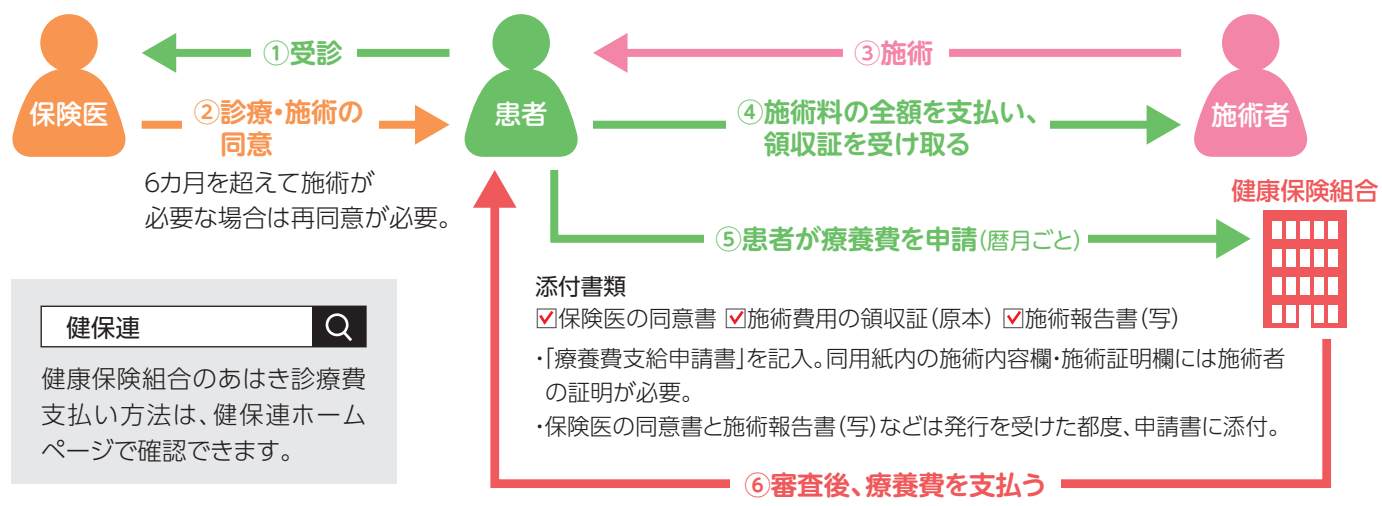 保険医
①受診
②診療・施術の
同意
6カ月を超えて施術が
必要な場合は再同意が必要。
患者
③施術
④施術料の全額を支払い、
領収証を受け取る
施術者
健康保険組合
⑤患者が療養費を申請(暦月ごと)
添付書類
☑保険医の同意書 ☑施術費用の領収証(原本) ☑施術報告書(写)
・「療養費支給申請書」を記入。同用紙内の施術内容欄・施術証明欄には施術者
の証明が必要。
・保険医の同意書と施術報告書(写)などは発行を受けた都度、申請書に添付。
⑥審査後、療養費を支払う
健保連
健康保険組合のあはき診療費
支払い方法は、健保連ホーム
ページで確認できます。